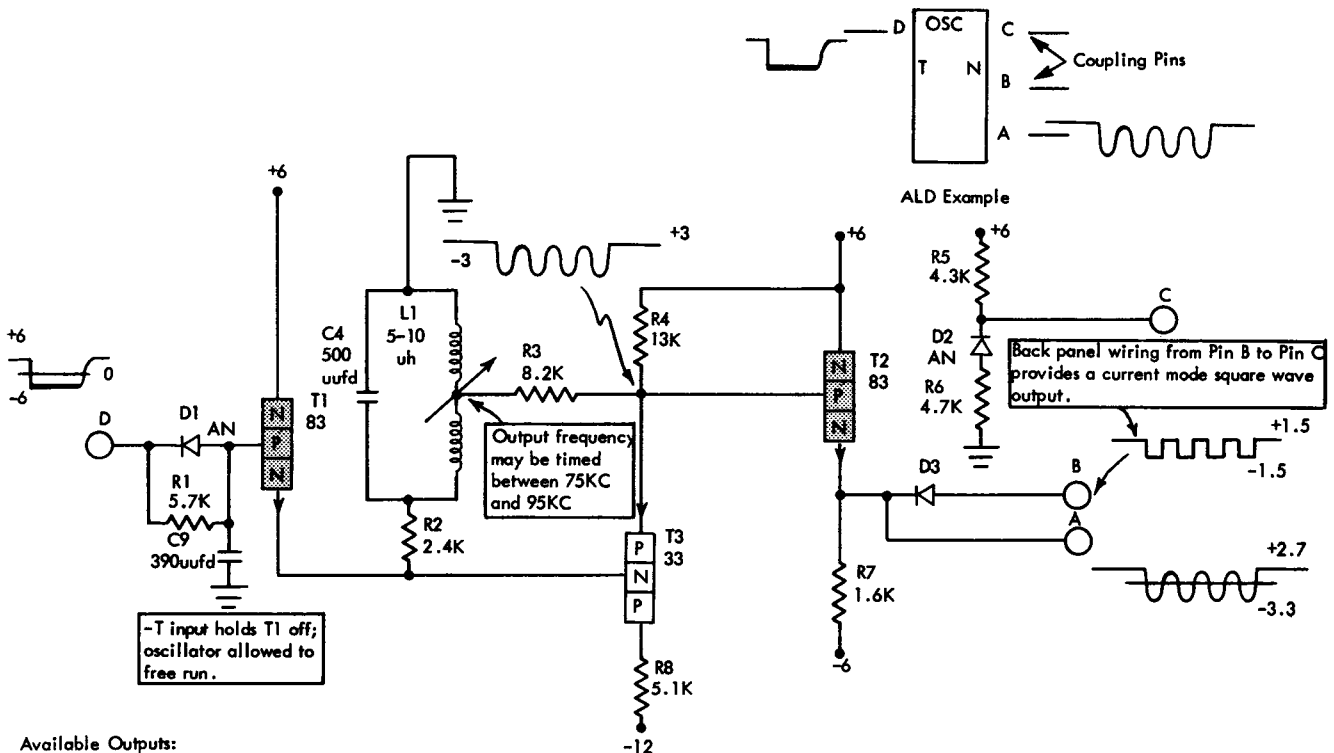 D
OSC
C
T
N
Coupling Pins
B
A
ALD Example
+6
+6
+6
-3
+3
R5
4.3K
C
L1
5-10
uh
C4
500
uufd
R4
13K
R3
8.2K
D2
AN
T2
83
Back panel wiring from Pin B to Pin C
provides a current mode square wave
output.
R6
4.7K
+6
0
-6
D
D1
AN
N
P
N
T1
83
N
P
N
Output frequency
may be timed
between 75KC
and 95KC
+1.5
-1.5
R1
5.7K
D3
B
A
C9
390uufd
R2
2.4K
P
N
P
T3
33
+2.7
-3.3
R7
1.6K
-T input holds T1 off;
oscillator allowed to
free run.
-6
R8
5.1K
-12
Available Outputs: